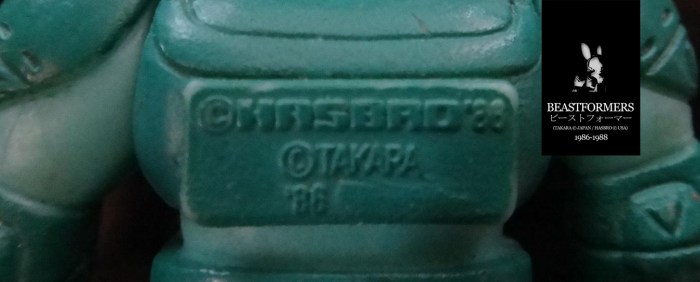 ©HASBRO '86
©TAKARA
'86
BEASTFORMERS
ビーストフォーマー
(TAKARA © JAPAN / HASBRO © USA)
1986-1988